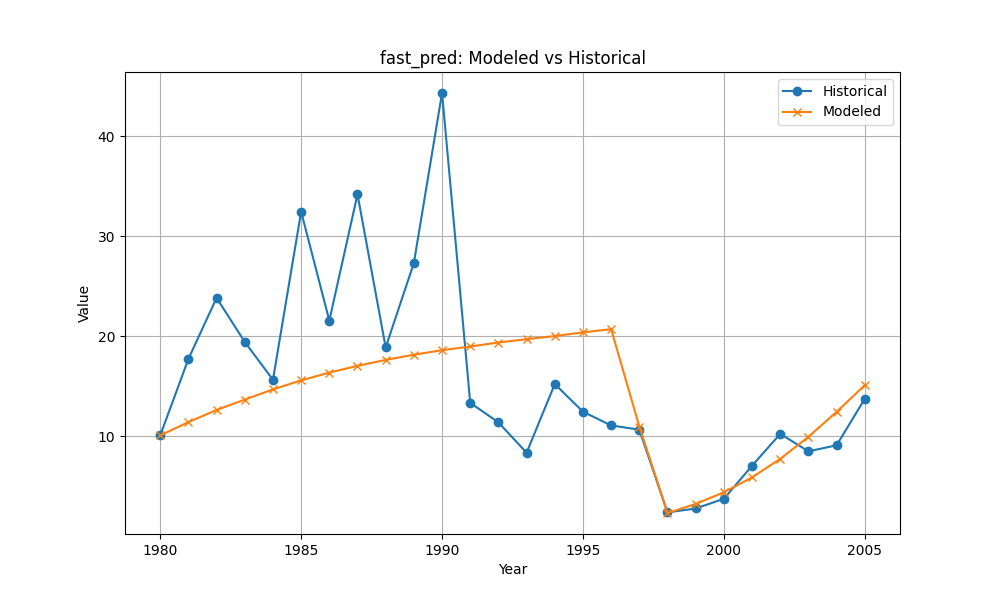 fast_pred: Modeled vs Historical
Historical
Modeled
Value
40
30
20
10
1980
1985
1990
1995
2000
2005
Year